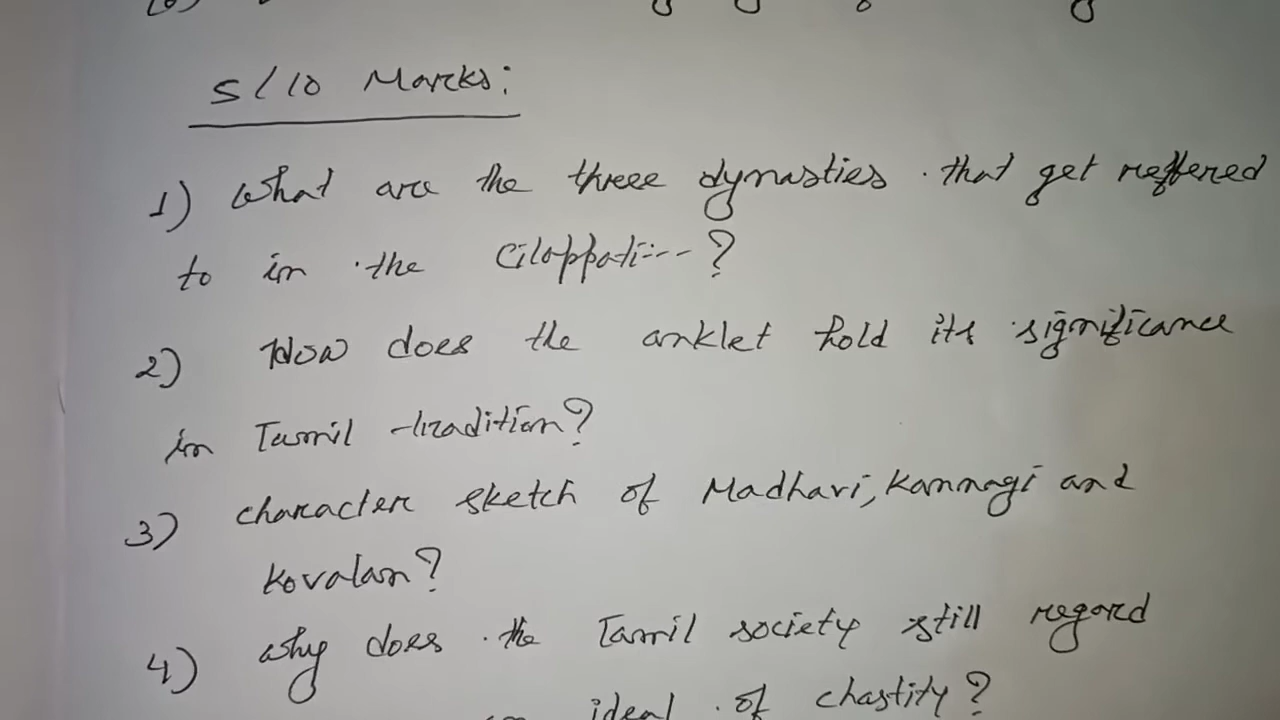 5/10 Marks:
1) What are the three dynasties that get reffered
to in the Cilappati---?
2) How does the anklet hold its significance
in Tamil tradition?
3) character sketch of Madhavi, Kannagi and
Kovalan?
4) why does the Tamil society still regard
ideal of chastity?